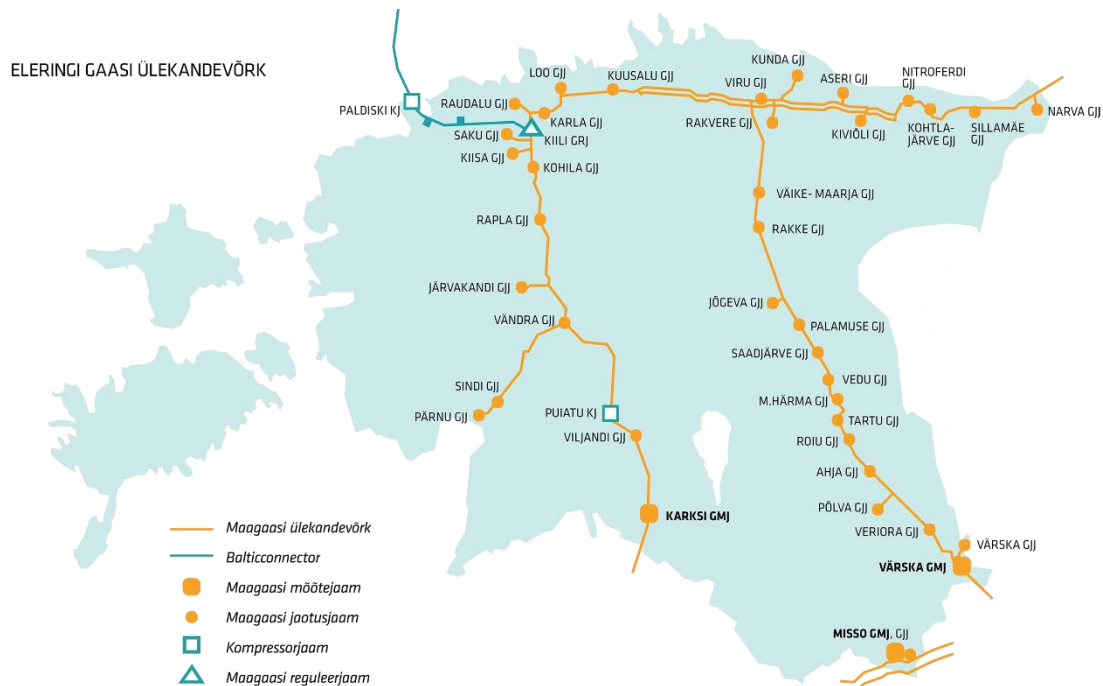 ELERINGI GAASI ÜLEKANDEVÕRK
PALDISKI KJ
RAUDALU GJJ
LOO GJJ
KUUSALU GJJ
VIRU GJJ
KUNDA GJJ
ASERI GJJ
NITROFERDI
GJJ
NARVA GJJ
KARLA GJJ
SAKU GJJ
KIILI GRJ
KIISA GJJ
KOHILA GJJ
RAKVERE GJJ
KIVIÕLI GJJ
KOHTLA-
JÄRVE GJJ
SILLAMÄE
GJJ
RAPLA GJJ
VÄIKE- MAARJA GJJ
RAKKE GJJ
JÄRVAKANDI GJJ
VÄNDRA GJJ
JÕGEVA GJJ
PALAMUSE GJJ
SAADJÄRVE GJJ
VEDU GJJ
SINDI GJJ
PÄRNU GJJ
PUIATU KJ
VILJANDI GJJ
M.HÄRMA GJJ
TARTU GJJ
ROIU GJJ
AHJA GJJ
PÕLVA GJJ
VERIORA GJJ
KARKSI GMJ
VÄRSKA GJJ
VÄRSKA GMJ
MISSO GMJ, GJJ
Maagaasi ülekandevõrk
Balticconnector
Maagaasi mõõtejaam
Maagaasi jaotusjaam
Kompressorjaam
Maagaasi reguleerjaam